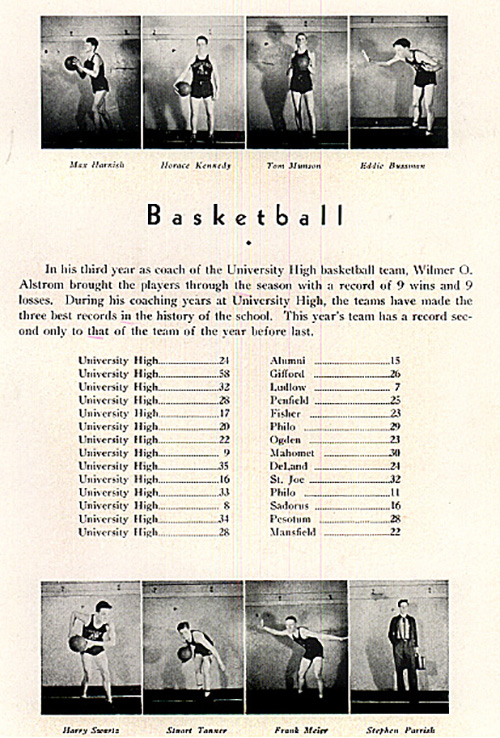 Max Harnish Horace Kennedy Tom Munson Eddie Bussman
Basketball
In his third year as coach of the University High basketball team, Wilmer O.
Alstrom brought the players through the season with a record of 9 wins and 9
losses. During his coaching years at University High, the teams have made the
three best records in the history of the school. This year's team has a record sec-
ond only to that of the team of the year before last.
University High 24 Alumni 15
University High 58 Gifford 26
University High 32 Ludlow 7
University High 28 Penfield 25
University High 17 Fisher 23
University High 20 Philo 29
University High 22 Ogden 23
University High 9 Mahomet 30
University High 35 DeLand 24
University High 16 St. Joe 32
University High 33 Philo 11
University High 8 Sadorus 16
University High 34 Pesotum 28
University High 28 Mansfield 22
Harry Swartz Stuart Tanner Frank Meier Stephen Parrish